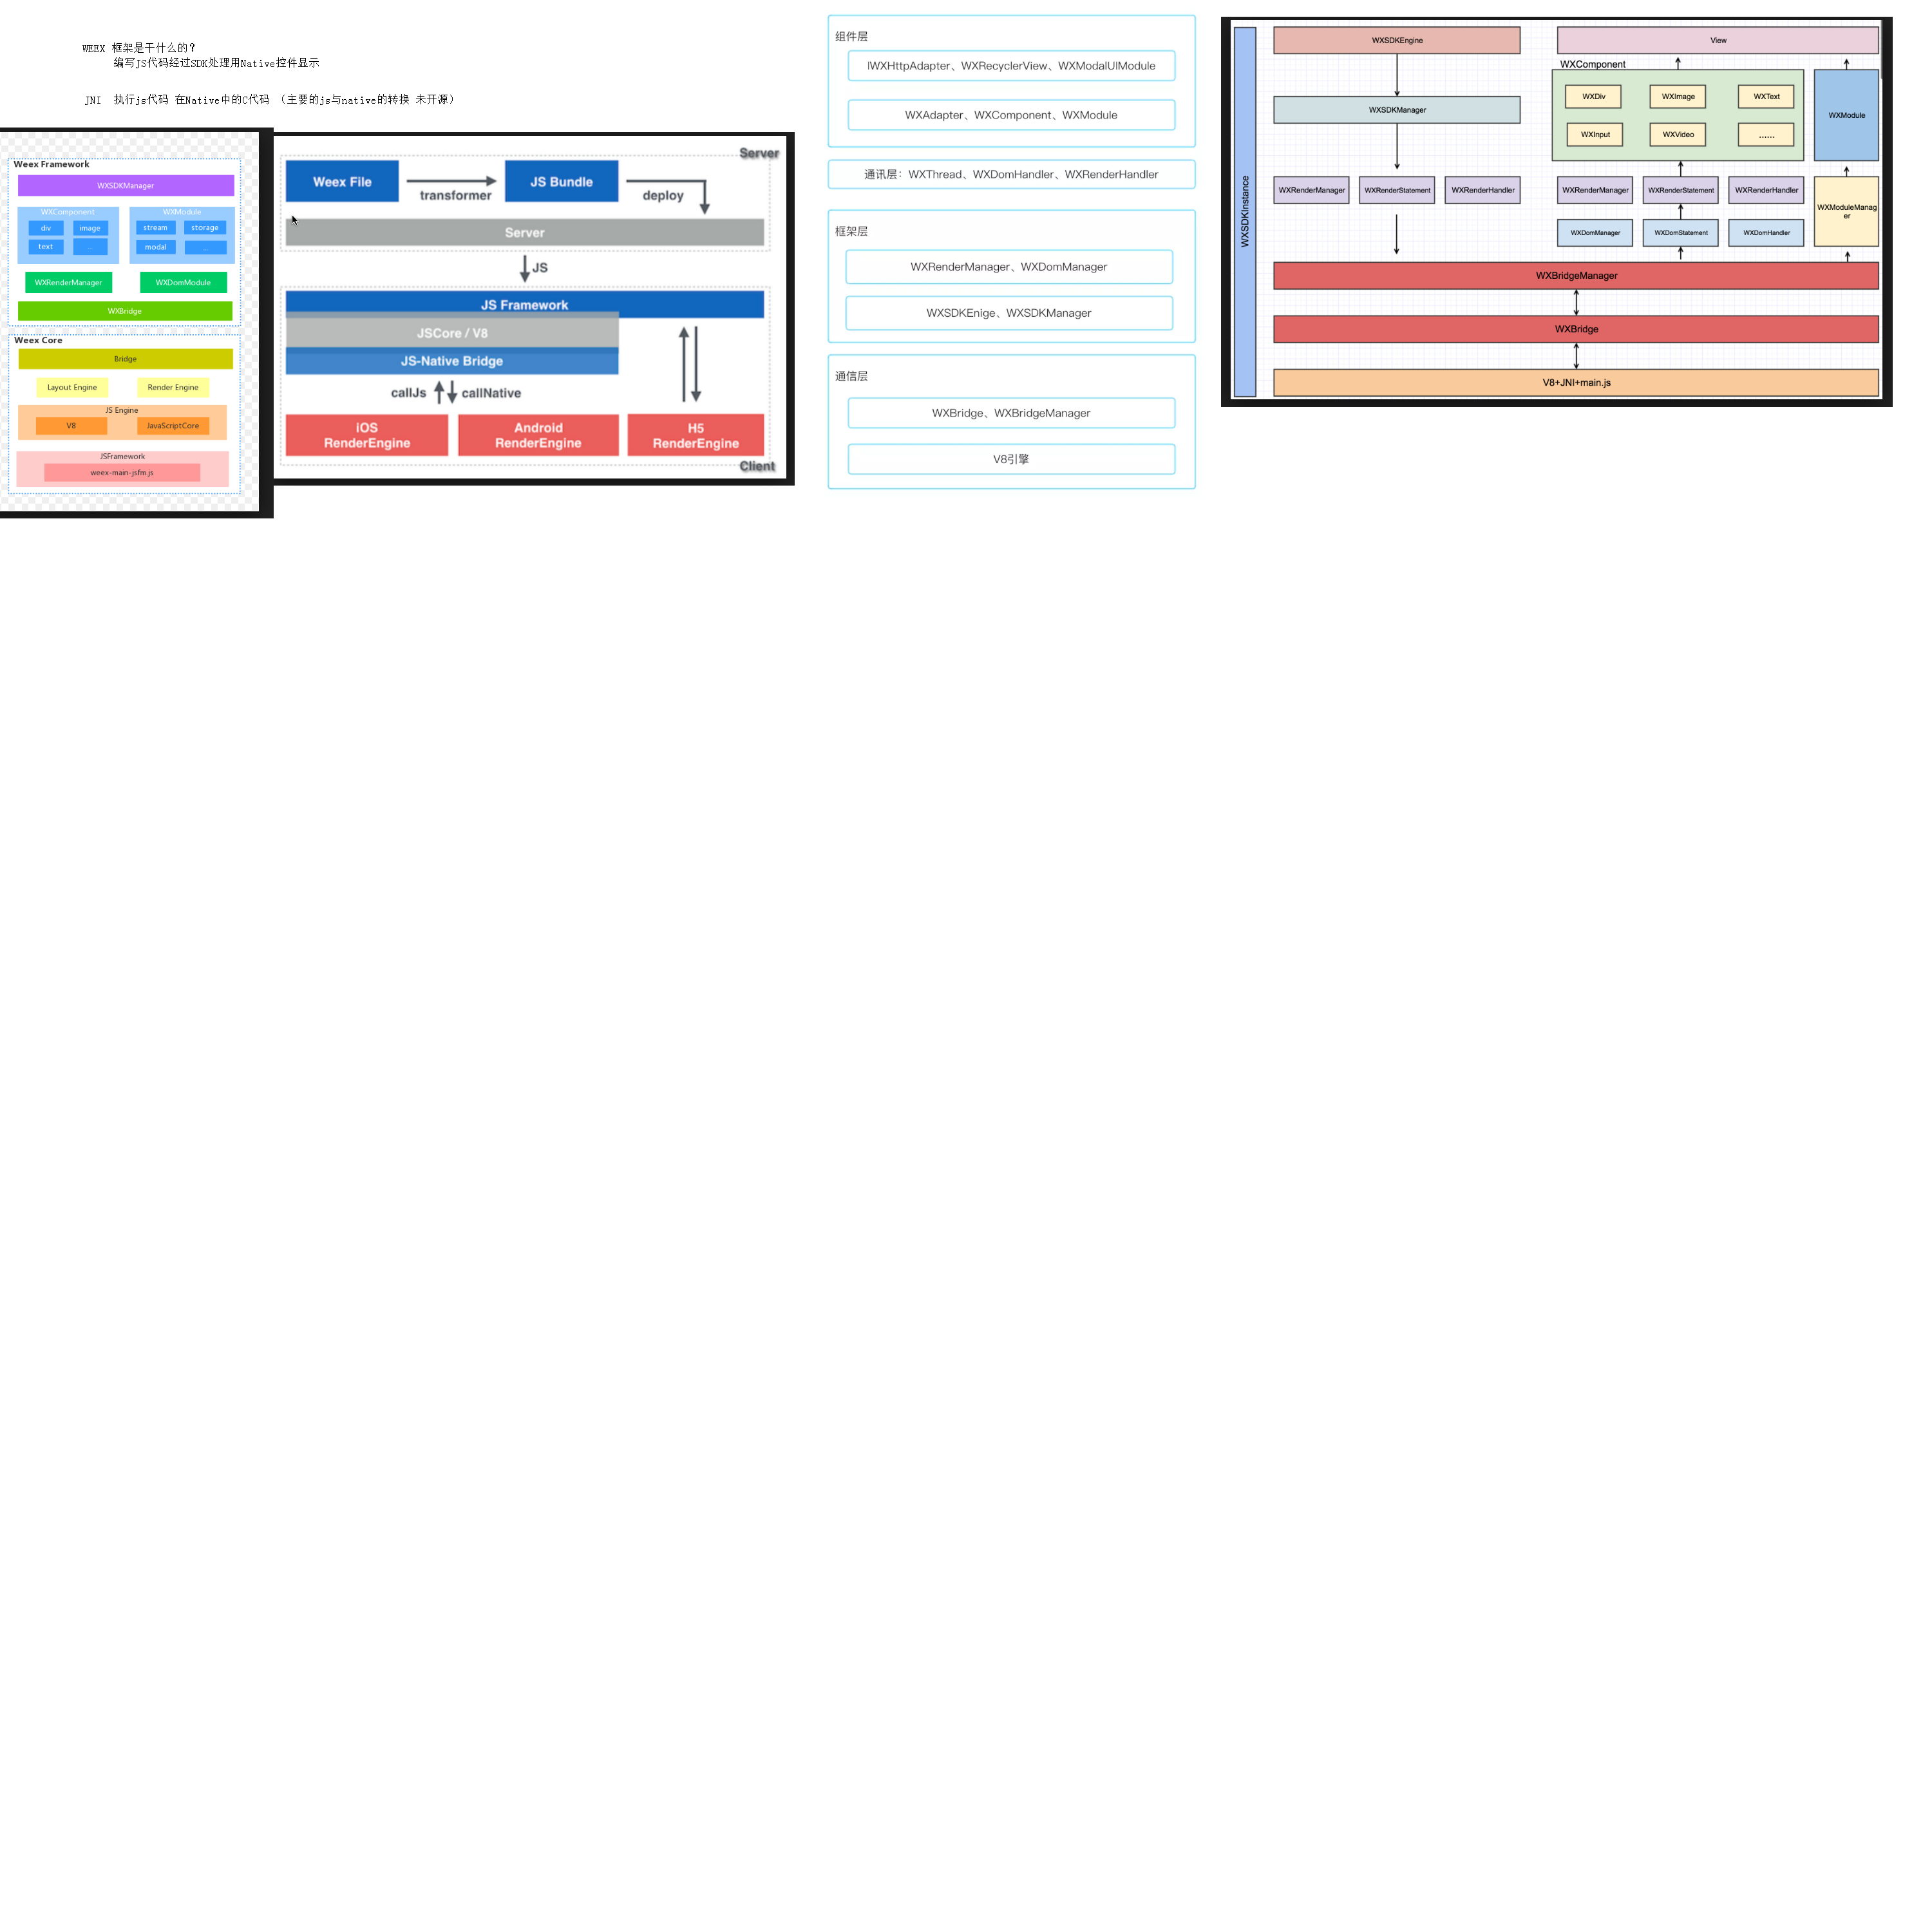 WEEX 框架是干什么的?
编写JS代码经过SDK处理用Native控件显示
JNI 执行js代码 在Native中的C代码 (主要的js与native的转换 未开源)
Weex Framework
WXSDKManager
WXComponent
WXModule
div
image
stream
storage
text
...
modal
...
WXRenderManager
WXDomModule
WXBridge
Weex Core
Bridge
Layout Engine
Render Engine
JS Engine
V8
JavaScriptCore
JSFramework
weex-main-jsfm.js
Server
Weex File
transformer
JS Bundle
deploy
Server
JS
JS Framework
JSCore / V8
JS-Native Bridge
callJs
callNative
iOS
RenderEngine
Android
RenderEngine
H5
RenderEngine
Client
组件层
IWXHttpAdapter、WXRecyclerView、WXModalUIModule
WXAdapter、WXComponent、WXModule
通讯层：WXThread、WXDomHandler、WXRenderHandler
框架层
WXRenderManager、WXDomManager
WXSDKEnige、WXSDKManager
通信层
WXBridge、WXBridgeManager
V8引擎
WXSDKInstance
WXSDKEngine
WXSDKManager
WXRenderManager
WXRenderStatement
WXRenderHandler
View
WXComponent
WXDiv
WXImage
WXText
WXInput
WXVideo
......
WXModule
WXRenderManager
WXRenderStatement
WXRenderHandler
WXModuleManag
er
WXDomManager
WXDomStatement
WXDomHandler
WXBridgeManager
WXBridge
V8+JNI+main.js